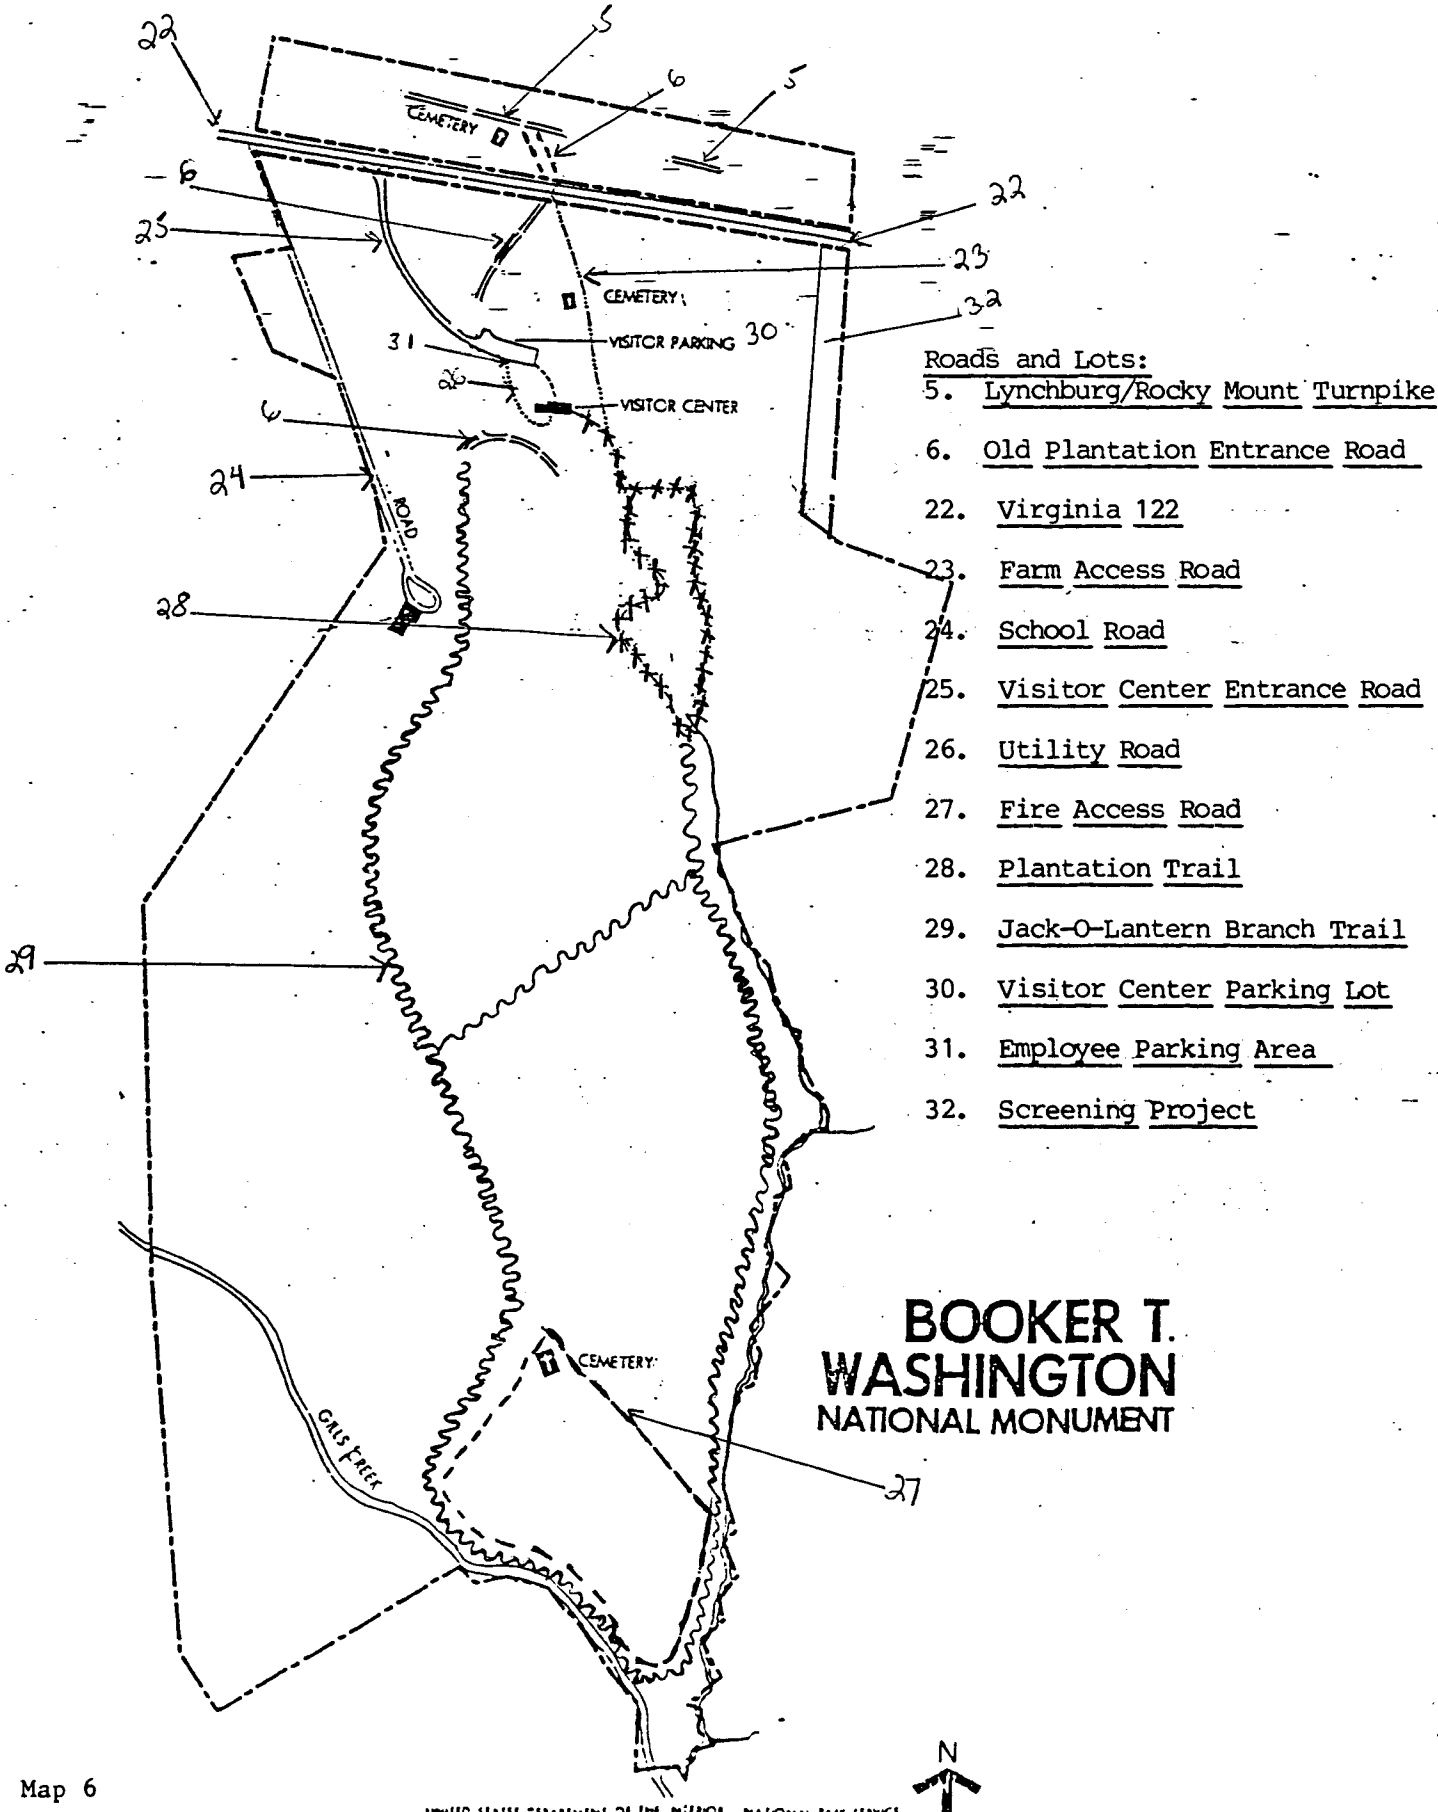 22
5
6
5
CEMETERY
6
22
25
23
CEMETERY
32
31
VISITOR PARKING 30
Roads and Lots:
26
5. Lynchburg/Rocky Mount Turnpike
VISITOR CENTER
6
6. Old Plantation Entrance Road
24
ROAD
22. Virginia 122
23. Farm Access Road
28
24. School Road
25. Visitor Center Entrance Road
26. Utility Road
27. Fire Access Road
28. Plantation Trail
29. Jack-O-Lantern Branch Trail
29
30. Visitor Center Parking Lot
31. Employee Parking Area
32. Screening Project
BOOKER T.
WASHINGTON
NATIONAL MONUMENT
CEMETERY
CREEK
27
N
Map 6